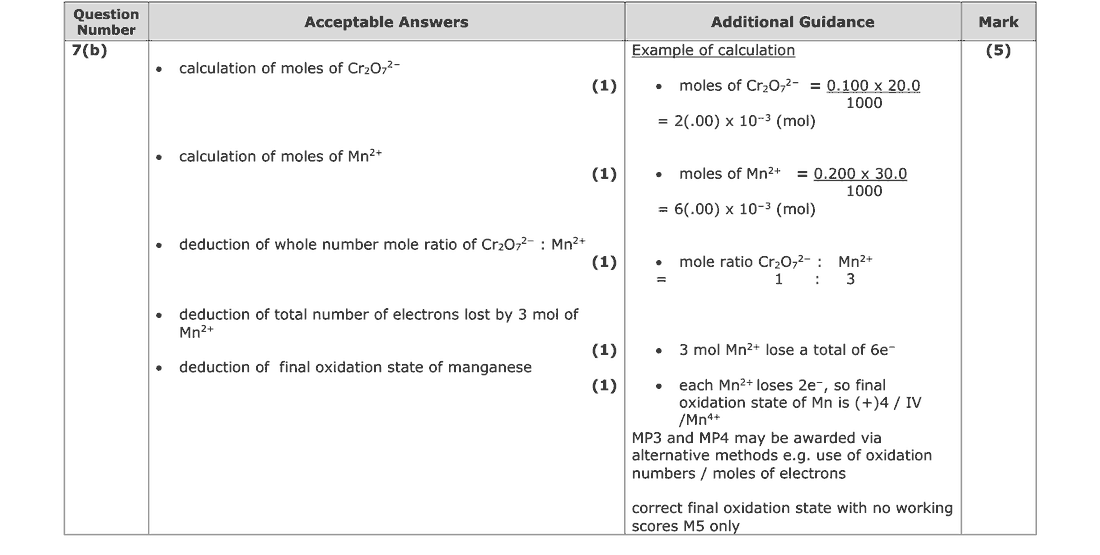 Question Number
Acceptable Answers
Additional Guidance
Mark
7(b)
• calculation of moles of Cr₂O₇²⁻
(1)
• calculation of moles of Mn²⁺
(1)
• deduction of whole number mole ratio of Cr₂O₇²⁻ : Mn²⁺
(1)
• deduction of total number of electrons lost by 3 mol of
Mn²⁺
(1)
• deduction of  final oxidation state of manganese
(1)
Example of calculation
• moles of Cr₂O₇²⁻ = 0.100 x 20.0
1000
= 2(.00) x 10⁻³ (mol)
• moles of Mn²⁺ = 0.200 x 30.0
1000
= 6(.00) x 10⁻³ (mol)
• mole ratio Cr₂O₇²⁻ : Mn²⁺
= 1 : 3
• 3 mol Mn²⁺ lose a total of 6e⁻
• each Mn²⁺ loses 2e⁻, so final
oxidation state of Mn is (+)4 / IV
/Mn⁴⁺
MP3 and MP4 may be awarded via
alternative methods e.g. use of oxidation
numbers / moles of electrons
correct final oxidation state with no working
scores M5 only
(5)